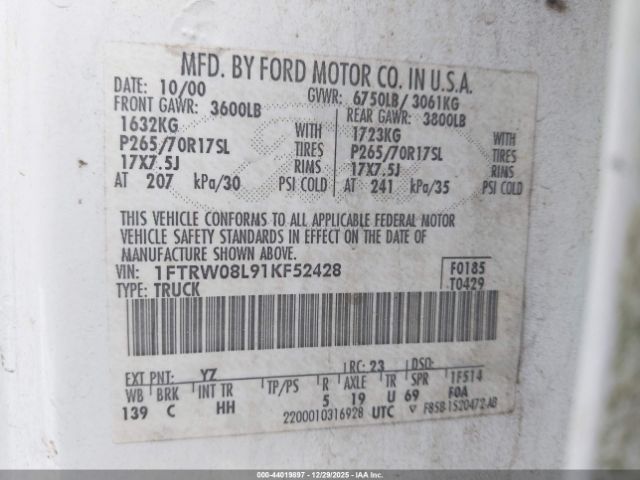 MFD. BY FORD MOTOR CO. IN U.S.A.
DATE: 10/00 GVWR: 6750LB/ 3061KG
FRONT GAWR: 3600LB REAR GAWR: 3800LB
1632KG WITH 1723KG WITH
P265/70R17SL TIRES P265/70R17SL TIRES
17X7.5J RIMS 17X7.5J RIMS
AT 207 kPa/30 PSI COLD AT 241 kPa/35 PSI COLD
THIS VEHICLE CONFORMS TO ALL APPLICABLE FEDERAL MOTOR
VEHICLE SAFETY STANDARDS IN EFFECT ON THE DATE OF
MANUFACTURE SHOWN ABOVE.
VIN: 1FTRW08L91KF52428 F0185
TYPE: TRUCK T0429
EXT PNT: YZ RC: 23 DSO:
WB BRK INT TR TP/PS R AXLE TR SPR 1F514
139 C HH 5 19 U 69 F0A
2200010316928 UTC ▽ F85B-1520472-AB
000-44019897 | 12/29/2025 - IAAI.COM